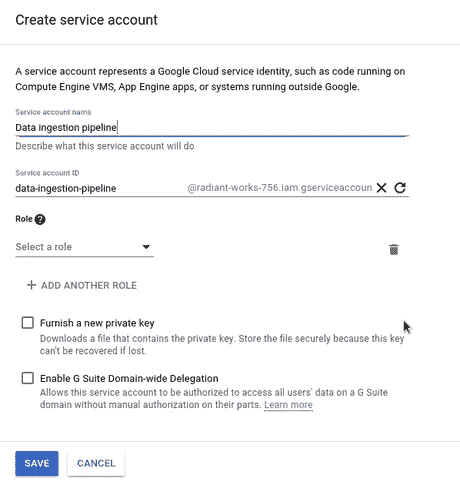 Create service account
A service account represents a Google Cloud service identity, such as code running on
Compute Engine VMS, App Engine apps, or systems running outside Google.
Service account name
Data ingestion pipeline
Describe what this service account will do
Service account ID
data-ingestion-pipeline @radiant-works-756.iam.gserviceaccoun
Role ?
Select a role
+ ADD ANOTHER ROLE
Furnish a new private key
Downloads a file that contains the private key. Store the file securely because this key
can't be recovered if lost.
Enable G Suite Domain-wide Delegation
Allows this service account to be authorized to access all users' data on a G Suite
domain without manual authorization on their parts. Learn more
SAVE CANCEL